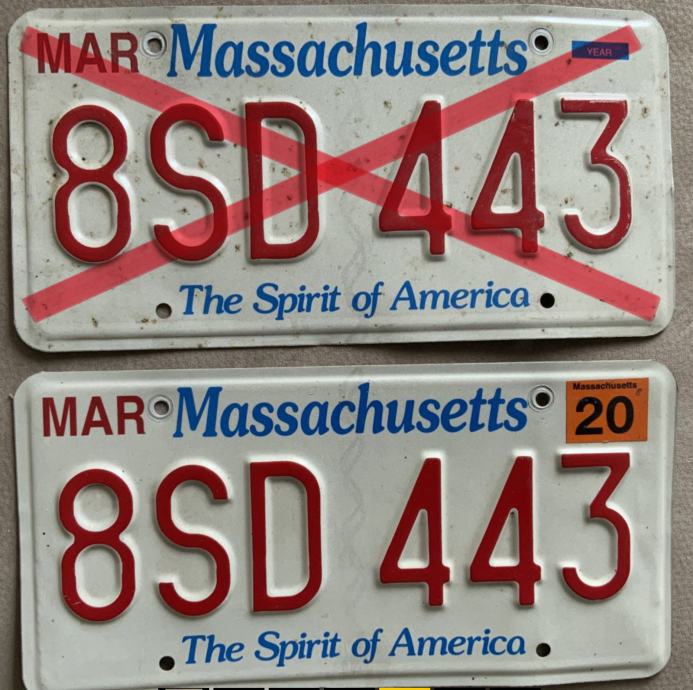 MAR Massachusetts YEAR
8SD 443
The Spirit of America
MAR Massachusetts Massachusetts
20
8SD 443
The Spirit of America